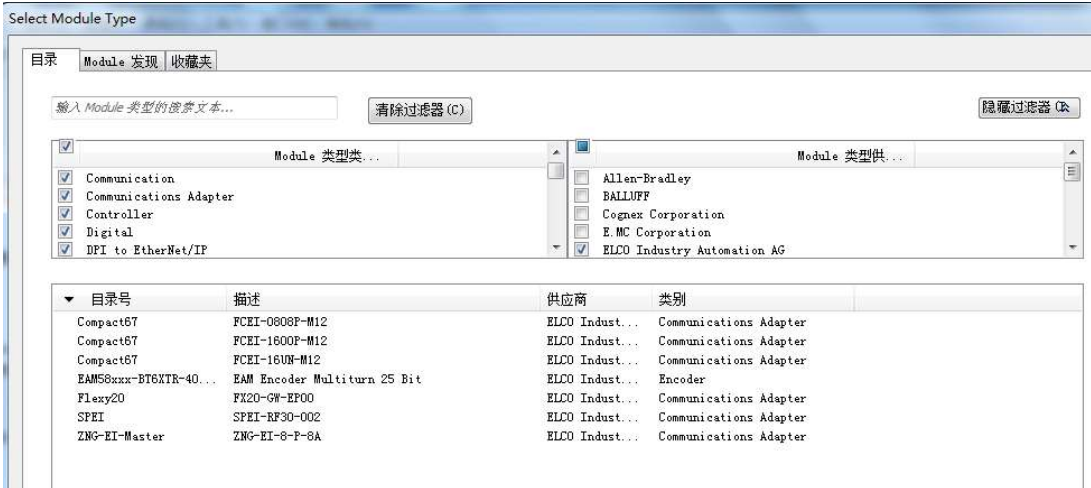 Select Module Type
目录 Module 发现 收藏夹
输入 Module 类型的搜索文本... 清除过滤器(C) 隐藏过滤器(
Module 类型类... Module 类型供...
Communication Allen-Bradley
Communications Adapter BALLUFF
Controller Cognex Corporation
Digital E.MC Corporation
DPI to EtherNet/IP ELCO Industry Automation AG
目录号 描述 供应商 类别
Compact67 FCEI-0808P-M12 ELCO Indust... Communications Adapter
Compact67 FCEI-1600P-M12 ELCO Indust... Communications Adapter
Compact67 FCEI-16UN-M12 ELCO Indust... Communications Adapter
EAM58xxx-BT6XTR-40... EAM Encoder Multiturn 25 Bit ELCO Indust... Encoder
Flexy20 FX20-GW-EP00 ELCO Indust... Communications Adapter
SPEI SPEI-RF30-002 ELCO Indust... Communications Adapter
ZNG-EI-Master ZNG-EI-8-P-8A ELCO Indust... Communications Adapter